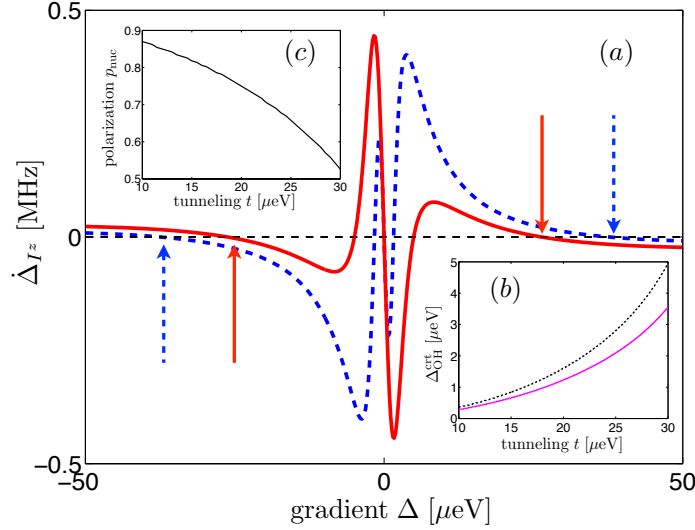 (c)
(a)
0.9
0.8
0.7
0.6
0.5
polarization p_nuc
10 15 20 25 30
tunneling t [μeV]
0.5
0
−0.5
Δ̇_{I^z} [MHz]
(b)
5
4
3
2
1
0
Δ_OH^crt [μeV]
10 15 20 25 30
tunneling t [μeV]
−50 0 50
gradient Δ [μeV]